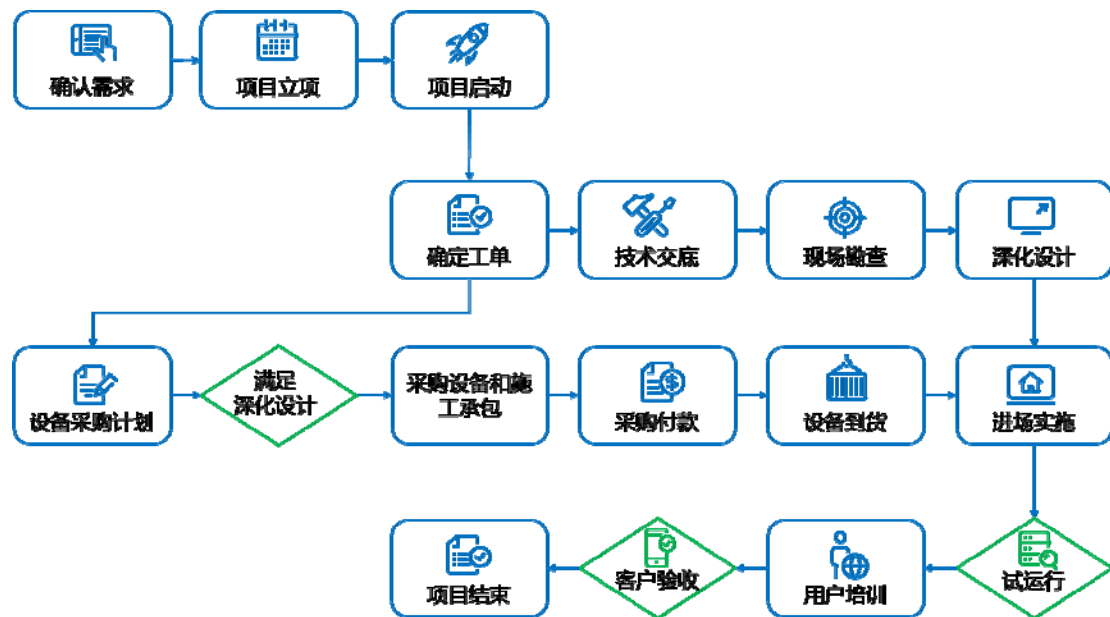 确认需求
项目立项
项目启动
确定工单
技术交底
现场勘查
深化设计
设备采购计划
满足
深化设计
采购设备和施
工承包
采购付款
设备到货
进场实施
项目结束
客户验收
用户培训
试运行